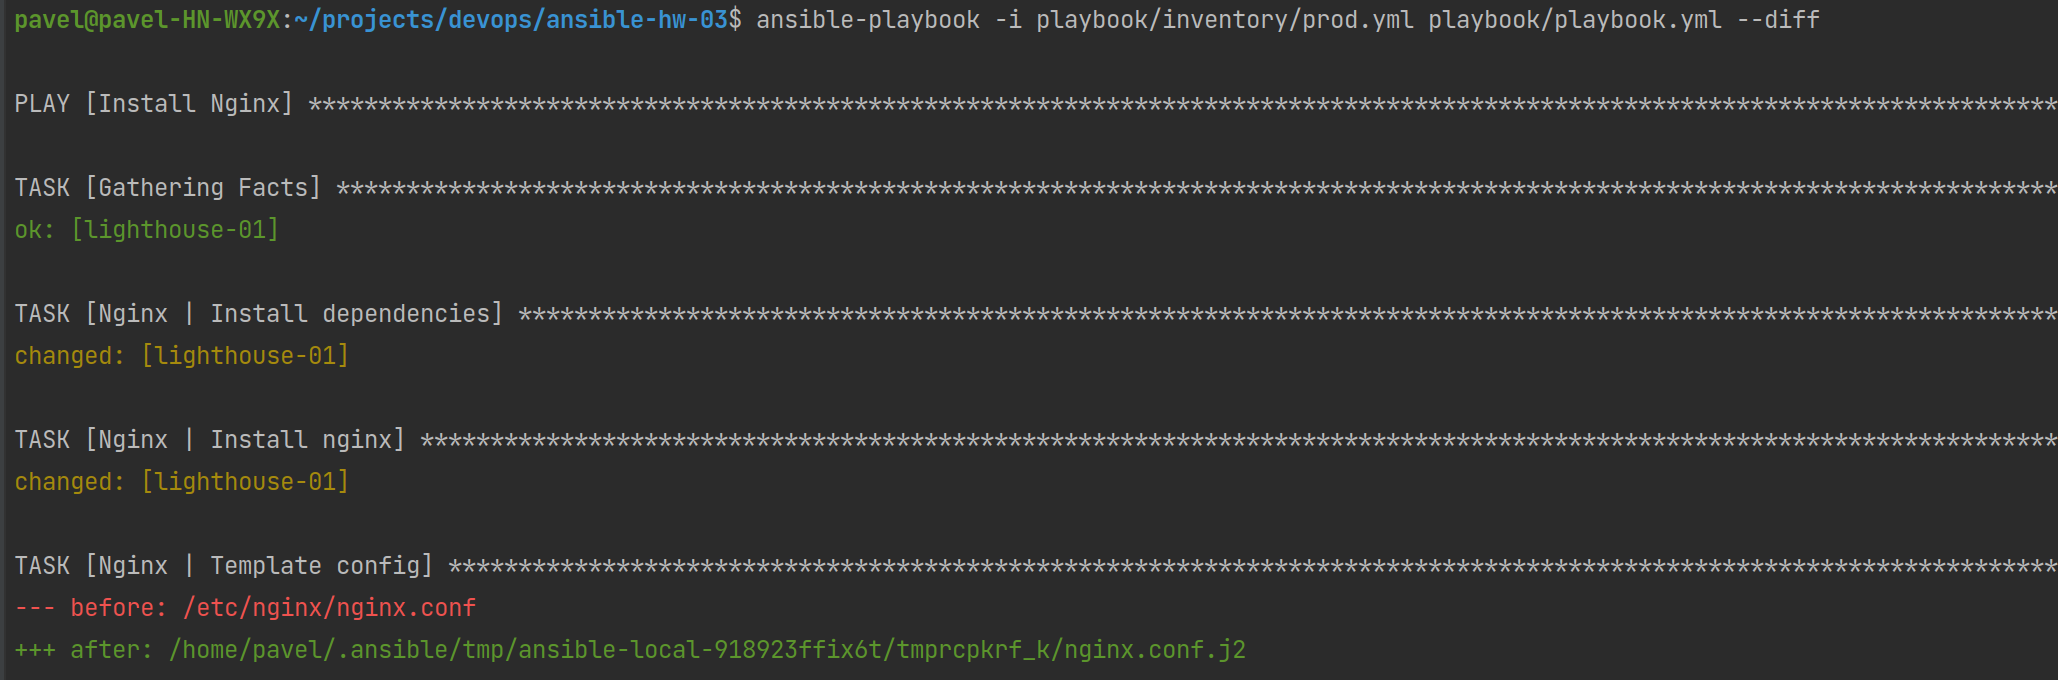 pavel@pavel-HN-WX9X:~/projects/devops/ansible-hw-03$ ansible-playbook -i playbook/inventory/prod.yml playbook/playbook.yml --diff
PLAY [Install Nginx] *****************************************************************************************************************************
TASK [Gathering Facts] ***************************************************************************************************************************
ok: [lighthouse-01]
TASK [Nginx | Install dependencies] **************************************************************************************************************
changed: [lighthouse-01]
TASK [Nginx | Install nginx] *********************************************************************************************************************
changed: [lighthouse-01]
TASK [Nginx | Template config] *******************************************************************************************************************
--- before: /etc/nginx/nginx.conf
+++ after: /home/pavel/.ansible/tmp/ansible-local-918923ffix6t/tmprcpkrf_k/nginx.conf.j2